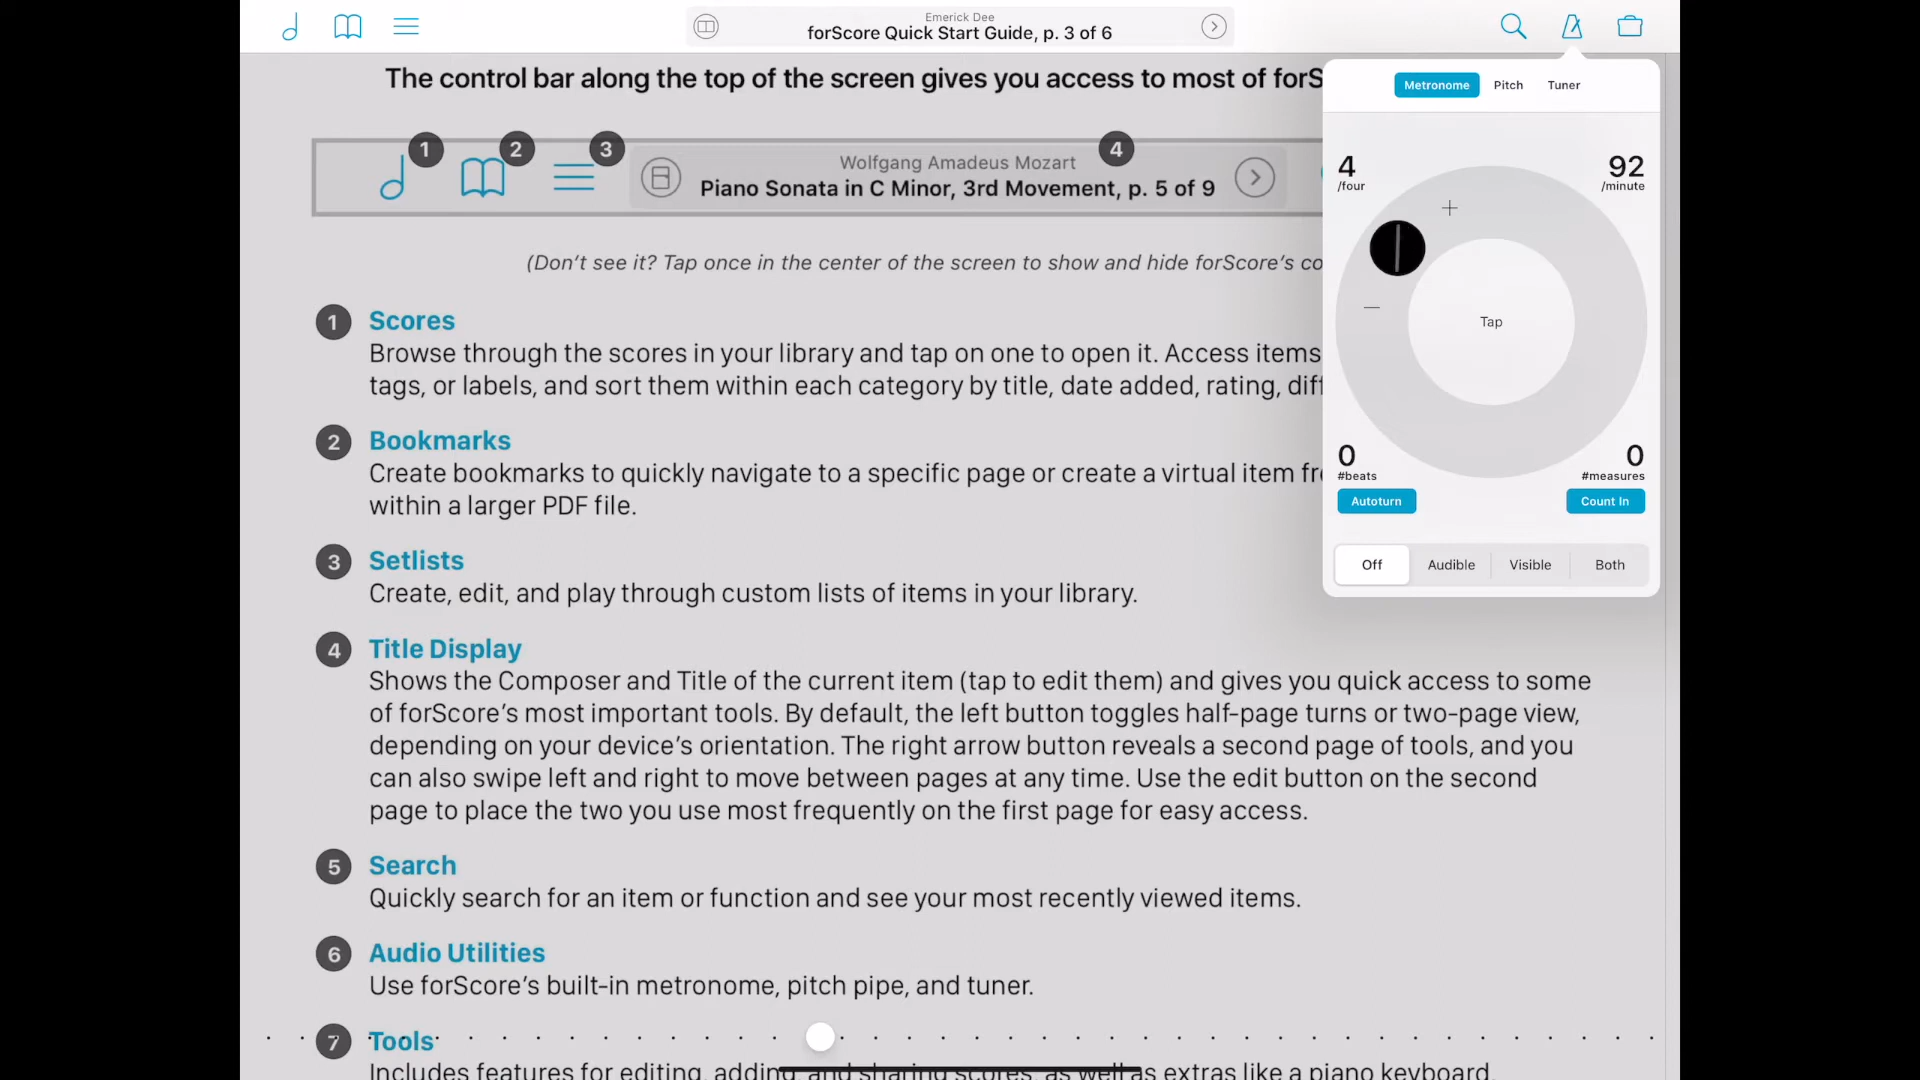 Emerick Dee
forScore Quick Start Guide, p. 3 of 6
The control bar along the top of the screen gives you access to most of forS
1
2
3
4
Wolfgang Amadeus Mozart
Piano Sonata in C Minor, 3rd Movement, p. 5 of 9
(Don't see it? Tap once in the center of the screen to show and hide forScore's co
1 Scores
Browse through the scores in your library and tap on one to open it. Access items
tags, or labels, and sort them within each category by title, date added, rating, diff
2 Bookmarks
Create bookmarks to quickly navigate to a specific page or create a virtual item fr
within a larger PDF file.
3 Setlists
Create, edit, and play through custom lists of items in your library.
4 Title Display
Shows the Composer and Title of the current item (tap to edit them) and gives you quick access to some
of forScore's most important tools. By default, the left button toggles half-page turns or two-page view,
depending on your device's orientation. The right arrow button reveals a second page of tools, and you
can also swipe left and right to move between pages at any time. Use the edit button on the second
page to place the two you use most frequently on the first page for easy access.
5 Search
Quickly search for an item or function and see your most recently viewed items.
6 Audio Utilities
Use forScore's built-in metronome, pitch pipe, and tuner.
7 Tools
Includes features for editing, adding, and sharing scores, as well as extras like a piano keyboard.
Metronome Pitch Tuner
4
/four
92
/minute
+
−
Tap
0
#beats
0
#measures
Autoturn
Count In
Off Audible Visible Both